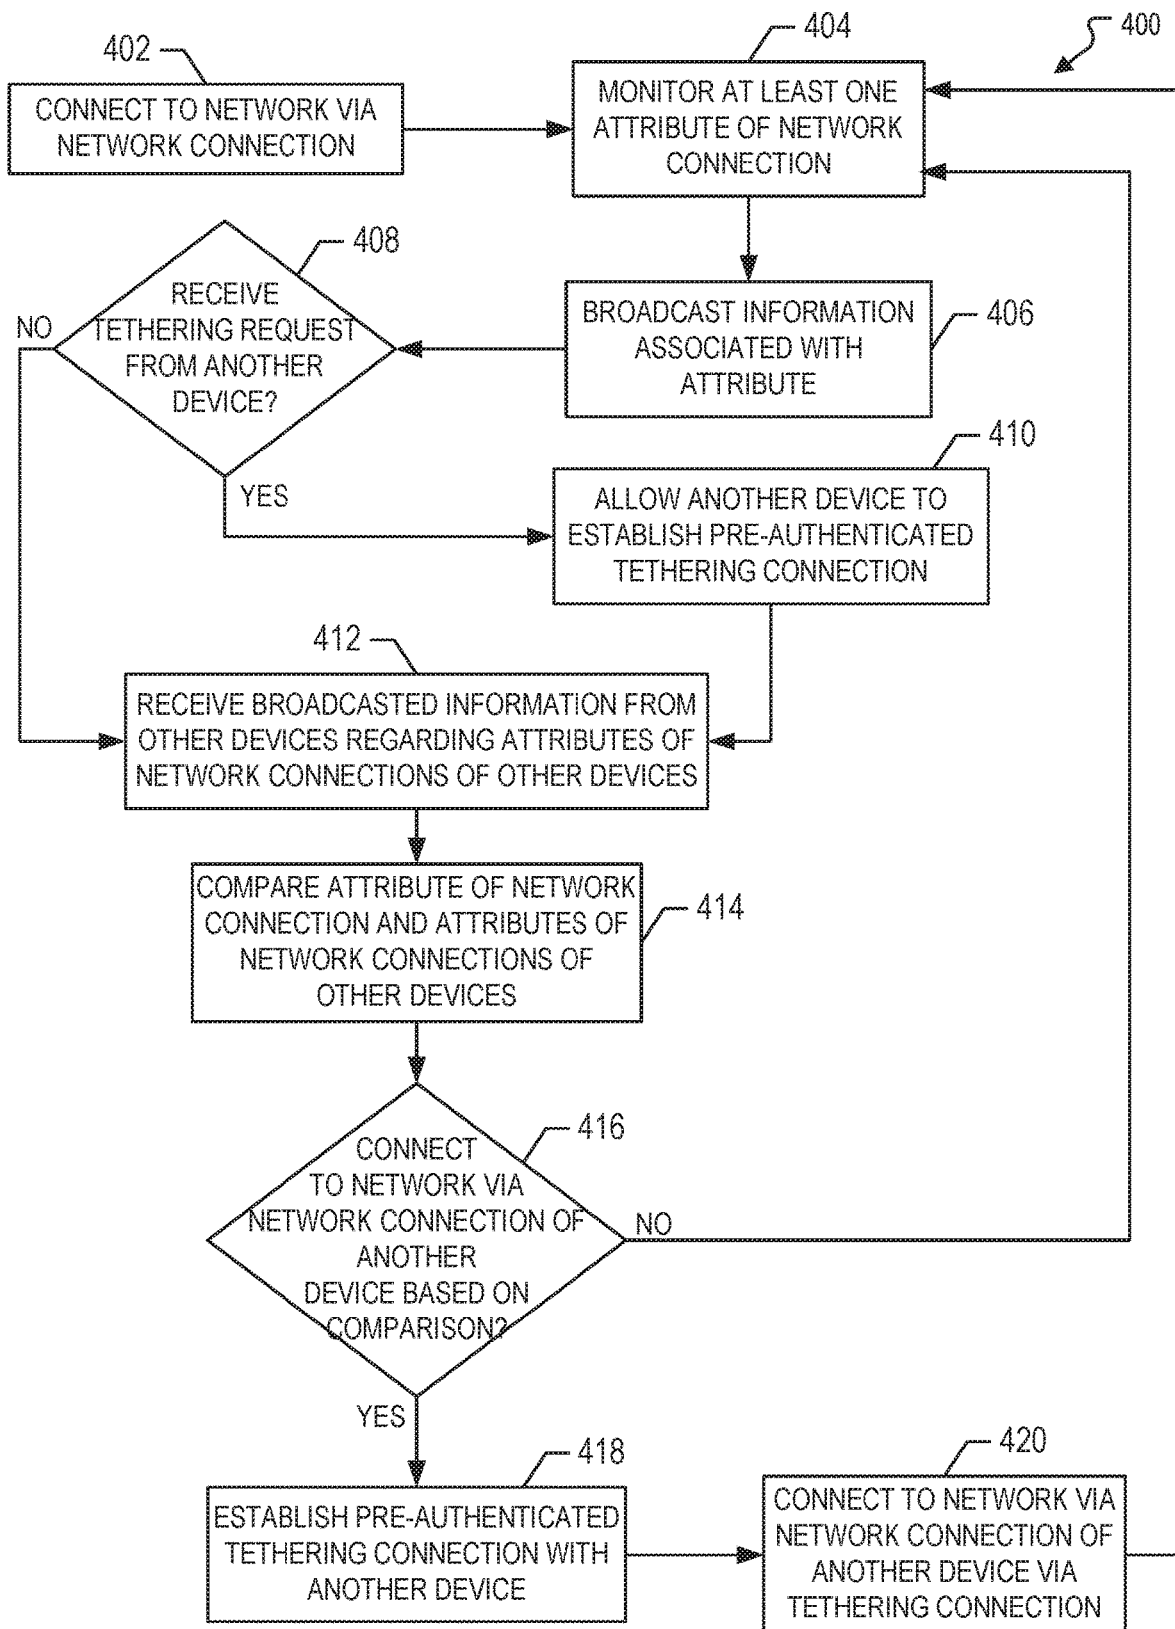 400
402
CONNECT TO NETWORK VIA
NETWORK CONNECTION
404
MONITOR AT LEAST ONE
ATTRIBUTE OF NETWORK
CONNECTION
406
BROADCAST INFORMATION
ASSOCIATED WITH
ATTRIBUTE
408
RECEIVE
TETHERING REQUEST
FROM ANOTHER
DEVICE?
NO
YES
410
ALLOW ANOTHER DEVICE TO
ESTABLISH PRE-AUTHENTICATED
TETHERING CONNECTION
412
RECEIVE BROADCASTED INFORMATION FROM
OTHER DEVICES REGARDING ATTRIBUTES OF
NETWORK CONNECTIONS OF OTHER DEVICES
414
COMPARE ATTRIBUTE OF NETWORK
CONNECTION AND ATTRIBUTES OF
NETWORK CONNECTIONS OF
OTHER DEVICES
416
CONNECT
TO NETWORK VIA
NETWORK CONNECTION OF
ANOTHER
DEVICE BASED ON
COMPARISON?
NO
YES
418
ESTABLISH PRE-AUTHENTICATED
TETHERING CONNECTION WITH
ANOTHER DEVICE
420
CONNECT TO NETWORK VIA
NETWORK CONNECTION OF
ANOTHER DEVICE VIA
TETHERING CONNECTION